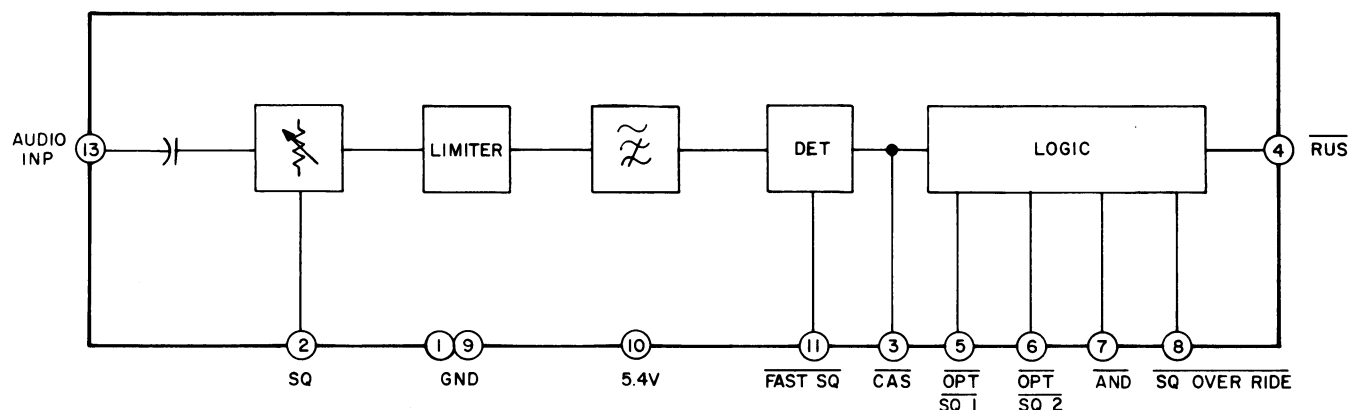 AUDIO
INP
13
LIMITER
DET
LOGIC
4
RUS
2
1
9
10
11
3
5
6
7
8
SQ
GND
5.4V
FAST SQ
CAS
OPT
SQ 1
OPT
SQ 2
AND
SQ OVER RIDE